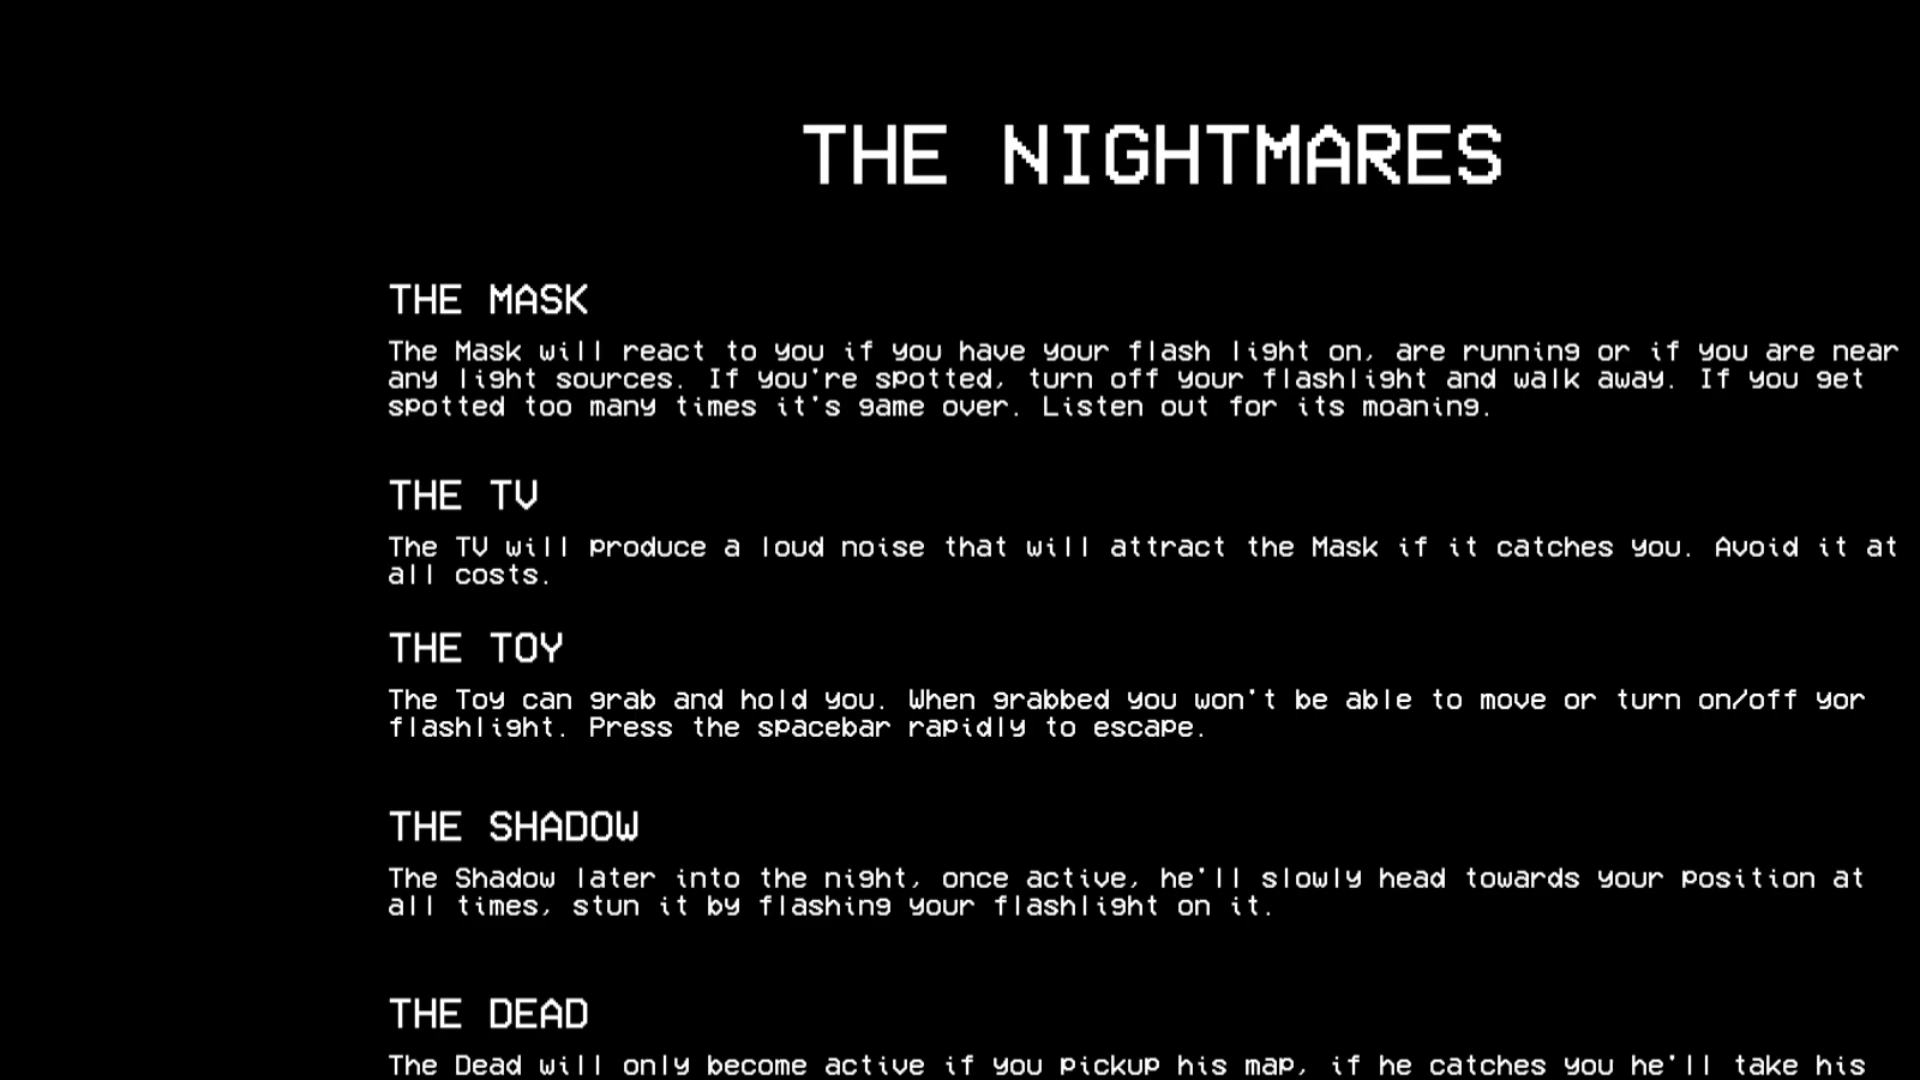 THE NIGHTMARES
THE MASK
The Mask will react to you if you have your flash light on, are running or if you are near
any light sources. If you're spotted, turn off your flashlight and walk away. If you get
spotted too many times it's game over. Listen out for its moaning.
THE TV
The TV will produce a loud noise that will attract the Mask if it catches you. Avoid it at
all costs.
THE TOY
The Toy can grab and hold you. When grabbed you won't be able to move or turn on/off yor
flashlight. Press the spacebar rapidly to escape.
THE SHADOW
The Shadow later into the night, once active, he'll slowly head towards your position at
all times, stun it by flashing your flashlight on it.
THE DEAD
The Dead will only become active if you pickup his map, if he catches you he'll take his